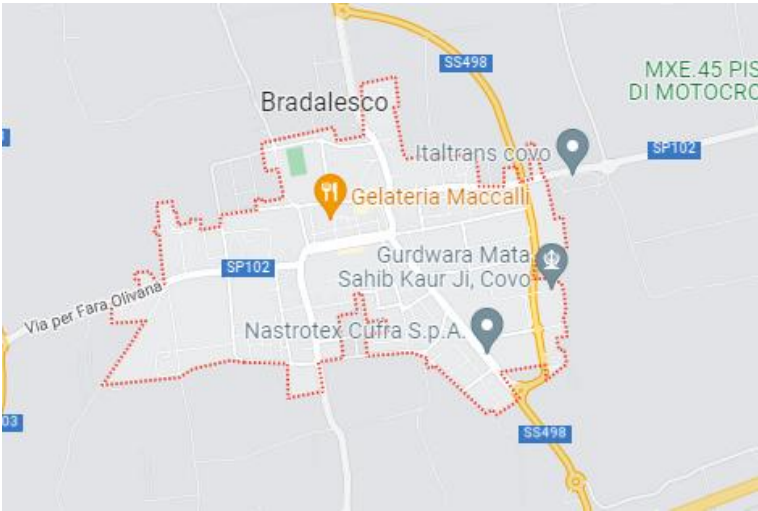 SS498
MXE.45 PIS
DI MOTOCRO
Bradalesco
Italtrans covo
SP102
Gelateria Maccalli
Gurdwara Mata
Sahib Kaur Ji, Covo
SP102
Via per Fara Olivana
Nastrotex Cufra S.p.A.
03
SS498